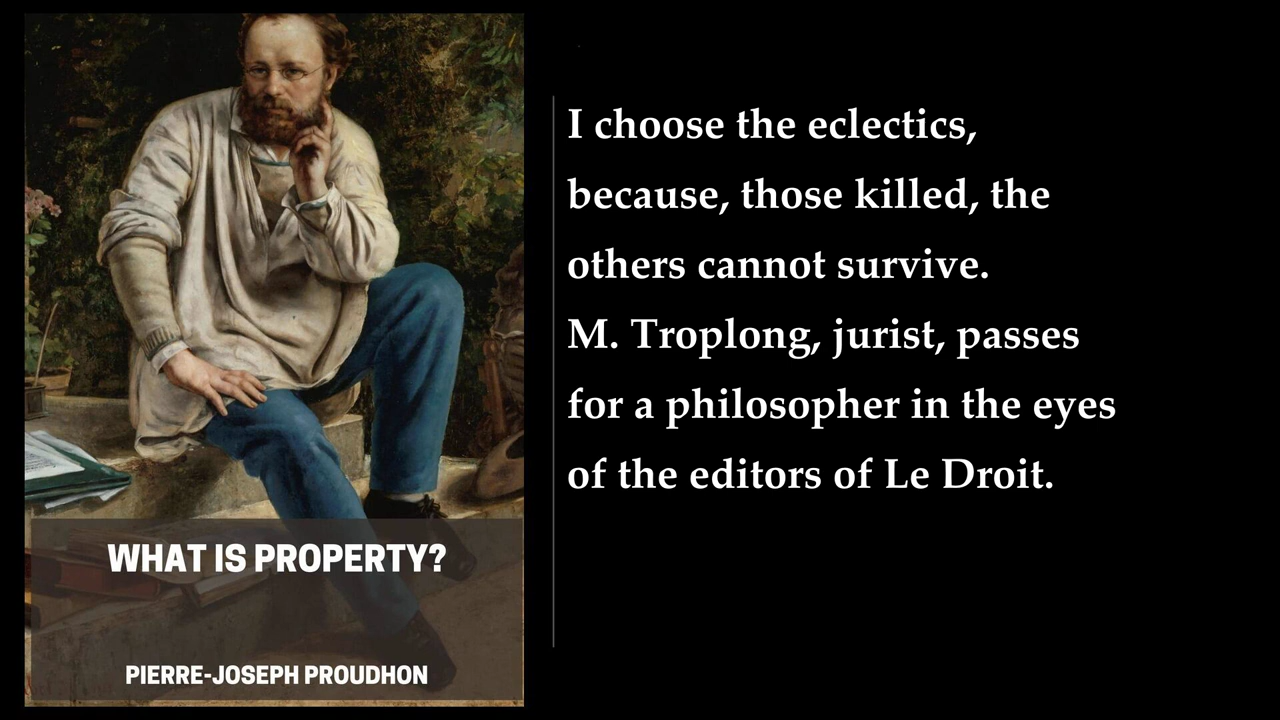 WHAT IS PROPERTY?
PIERRE-JOSEPH PROUDHON
I choose the eclectics,
because, those killed, the
others cannot survive.
M. Troplong, jurist, passes
for a philosopher in the eyes
of the editors of Le Droit.